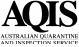 AQIS
AUSTRALIAN QUARANTINE
AND INSPECTION SERVICE